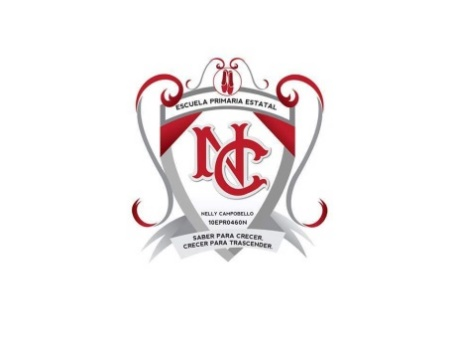 ESCUELA PRIMARIA ESTATAL
NC
NELLY CAMPOBELLO
10EPR0460N
SABER PARA CRECER,
CRECER PARA TRASCENDER.